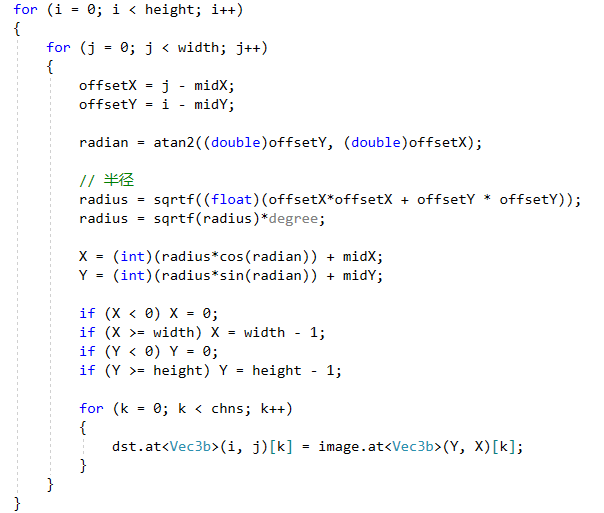 for (i = 0; i < height; i++)
{
    for (j = 0; j < width; j++)
    {
        offsetX = j - midX;
        offsetY = i - midY;

        radian = atan2((double)offsetY, (double)offsetX);

        // 半径
        radius = sqrtf((float)(offsetX*offsetX + offsetY * offsetY));
        radius = sqrtf(radius)*degree;

        X = (int)(radius*cos(radian)) + midX;
        Y = (int)(radius*sin(radian)) + midY;

        if (X < 0) X = 0;
        if (X >= width) X = width - 1;
        if (Y < 0) Y = 0;
        if (Y >= height) Y = height - 1;

        for (k = 0; k < chns; k++)
        {
            dst.at<Vec3b>(i, j)[k] = image.at<Vec3b>(Y, X)[k];
        }
    }
}